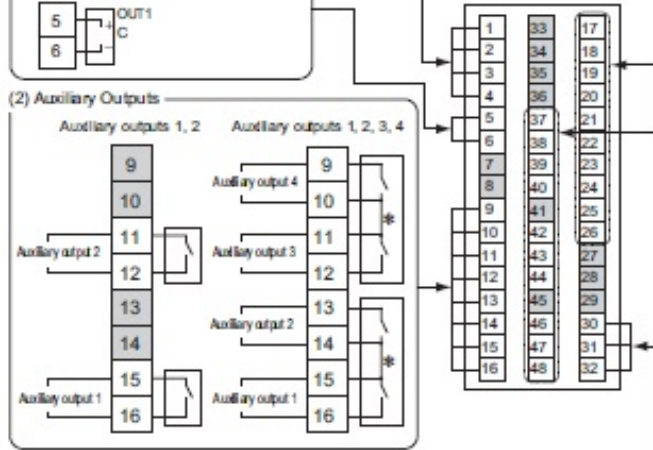 5
OUT1
+
C
6
−
(2) Auxiliary Outputs
Auxiliary outputs 1, 2
Auxiliary outputs 1, 2, 3, 4
9
10
Auxiliary output 2
11
12
13
14
Auxiliary output 1
15
16
Auxiliary output 4
9
10
*
Auxiliary output 3
11
12
Auxiliary output 2
13
14
*
Auxiliary output 1
15
16
1 33 17
2 34 18
3 35 19
4 36 20
5 37 21
6 38 22
7 39 23
8 40 24
9 41 25
10 42 26
11 43 27
12 44 28
13 45 29
14 46 30
15 47 31
16 48 32